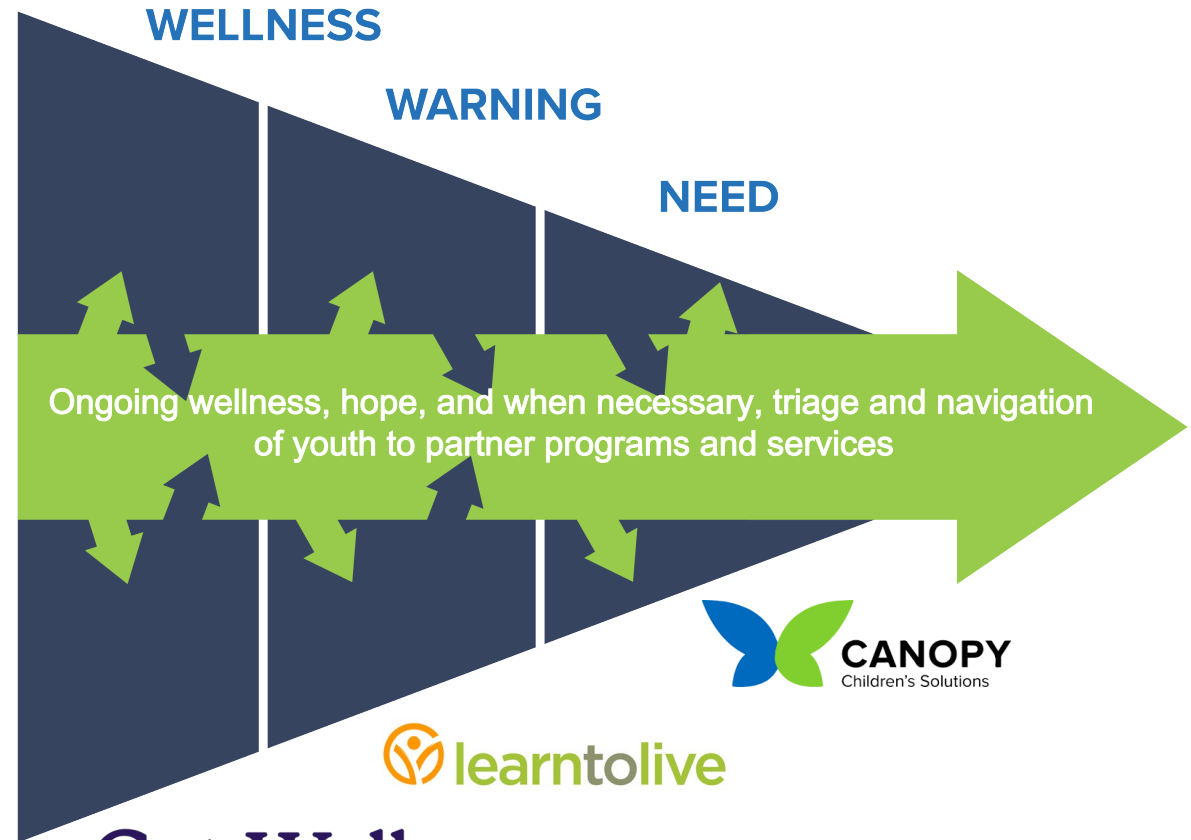 WELLNESS
WARNING
NEED
Ongoing wellness, hope, and when necessary, triage and navigation
of youth to partner programs and services
CANOPY
Children's Solutions
learntolive